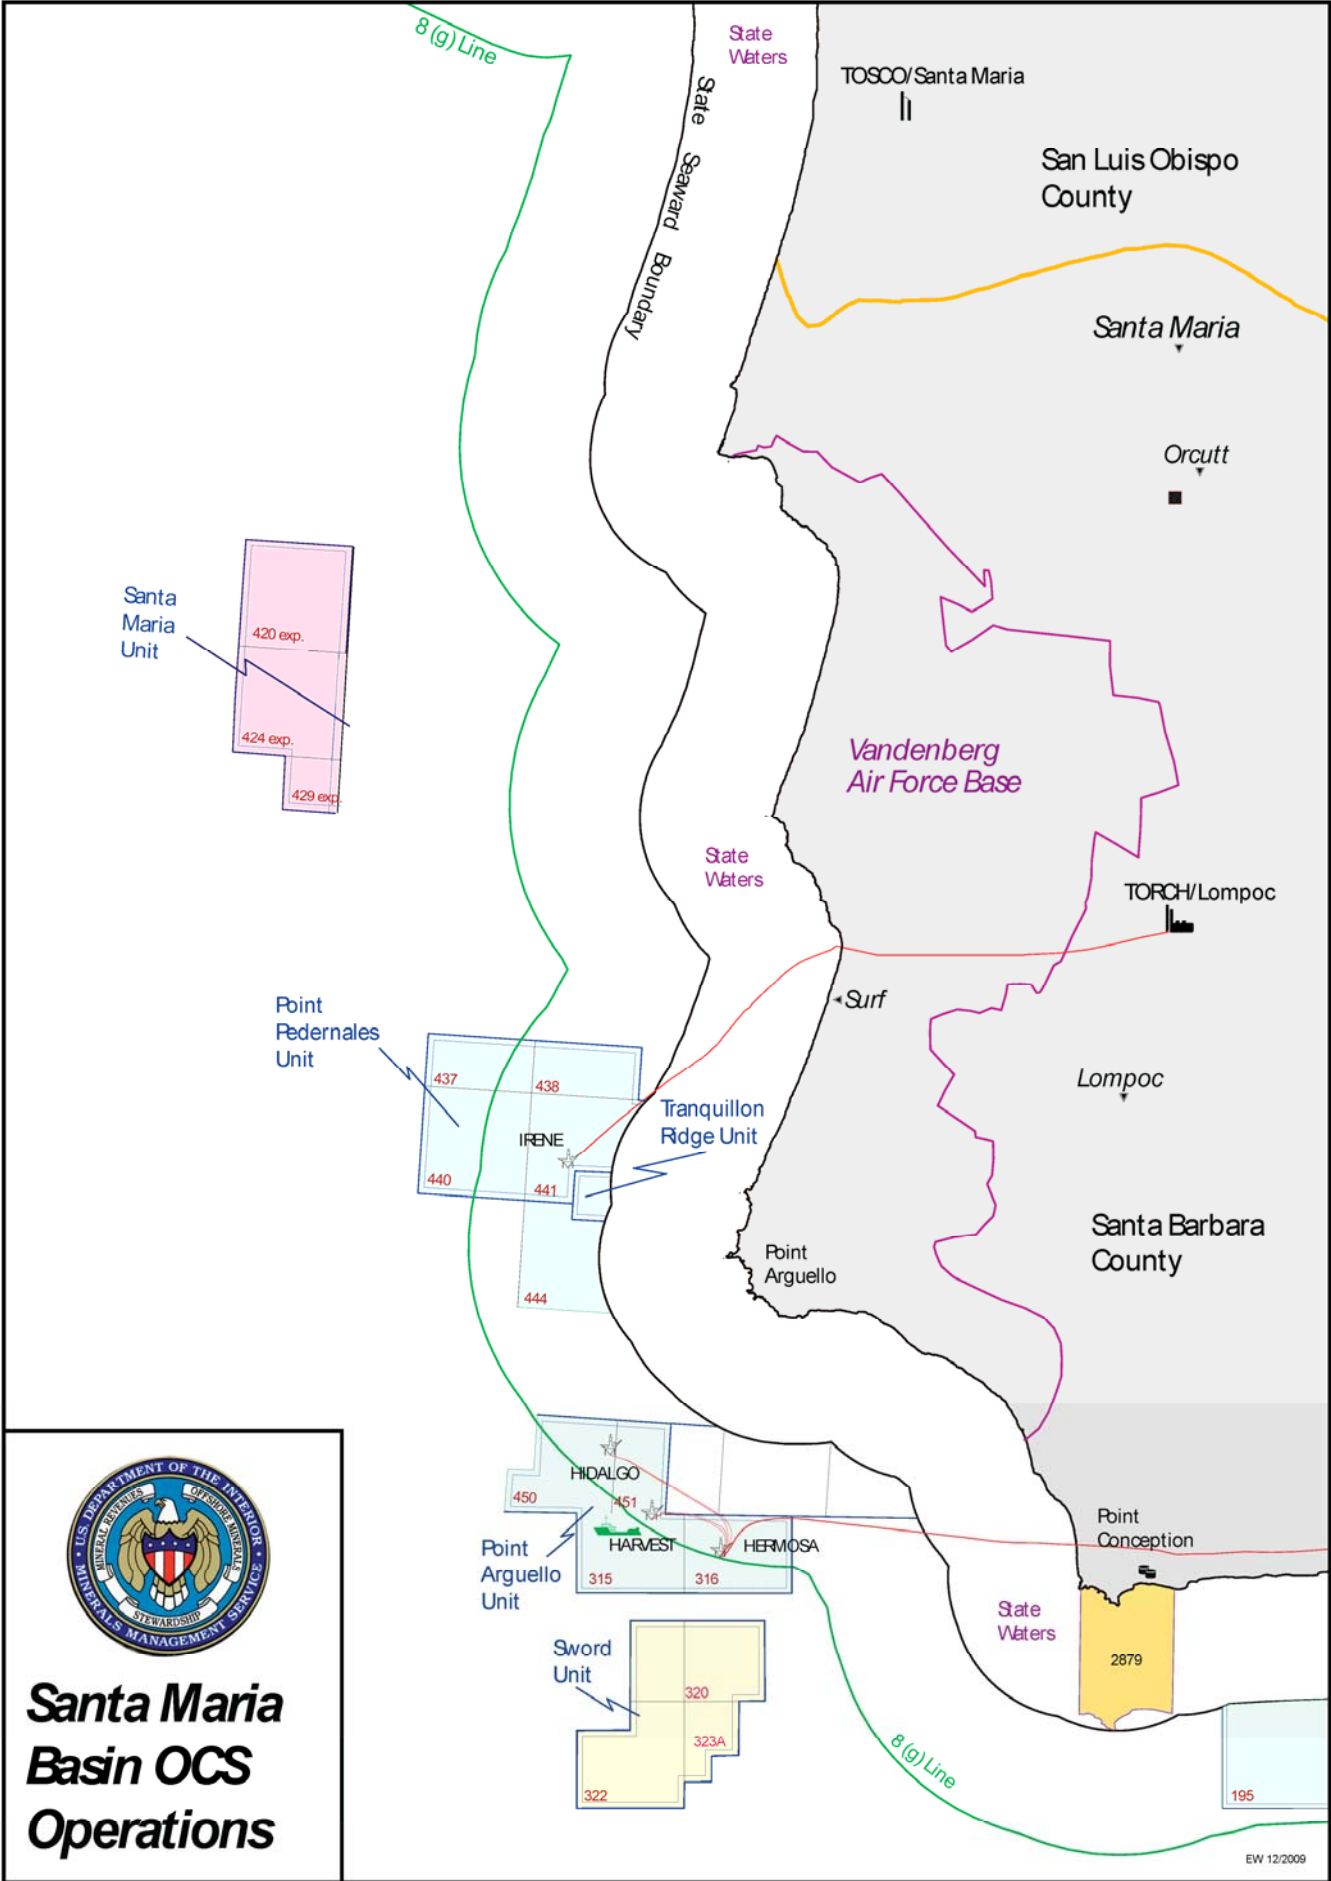 8 (g) Line
State
Waters
TOSCO/Santa Maria
State Seaward Boundary
San Luis Obispo
County
Santa Maria
Orcutt
Santa
Maria
Unit
420 exp.
424 exp.
429 exp.
Vandenberg
Air Force Base
State
Waters
TORCH/Lompoc
Surf
Point
Pedernales
Unit
437
438
Lompoc
Tranquillon
Ridge Unit
IRENE
440
441
Santa Barbara
County
Point
Arguello
444
HIDALGO
450
451
HARVEST
HERMOSA
Point
Conception
Point
Arguello
Unit
315
316
State
Waters
2879
Sword
Unit
320
323A
322
8 (g) Line
195
U.S. DEPARTMENT OF THE INTERIOR
MINERAL REVENUES
OFFSHORE MINERALS
STEWARDSHIP
MINERALS MANAGEMENT SERVICE
Santa Maria
Basin OCS
Operations
EW 12/2009